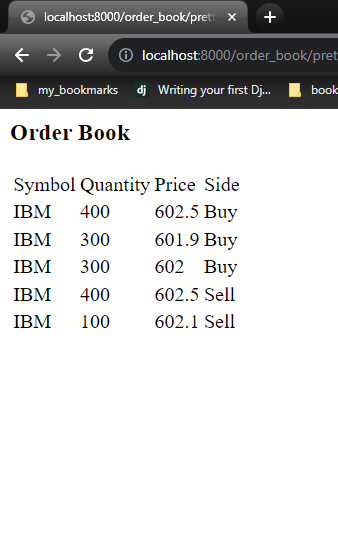 localhost:8000/order_book/prett
localhost:8000/order_book/pret
my_bookmarks dj Writing your first Dj... book
Order Book
Symbol Quantity Price Side
IBM 400 602.5 Buy
IBM 300 601.9 Buy
IBM 300 602 Buy
IBM 400 602.5 Sell
IBM 100 602.1 Sell